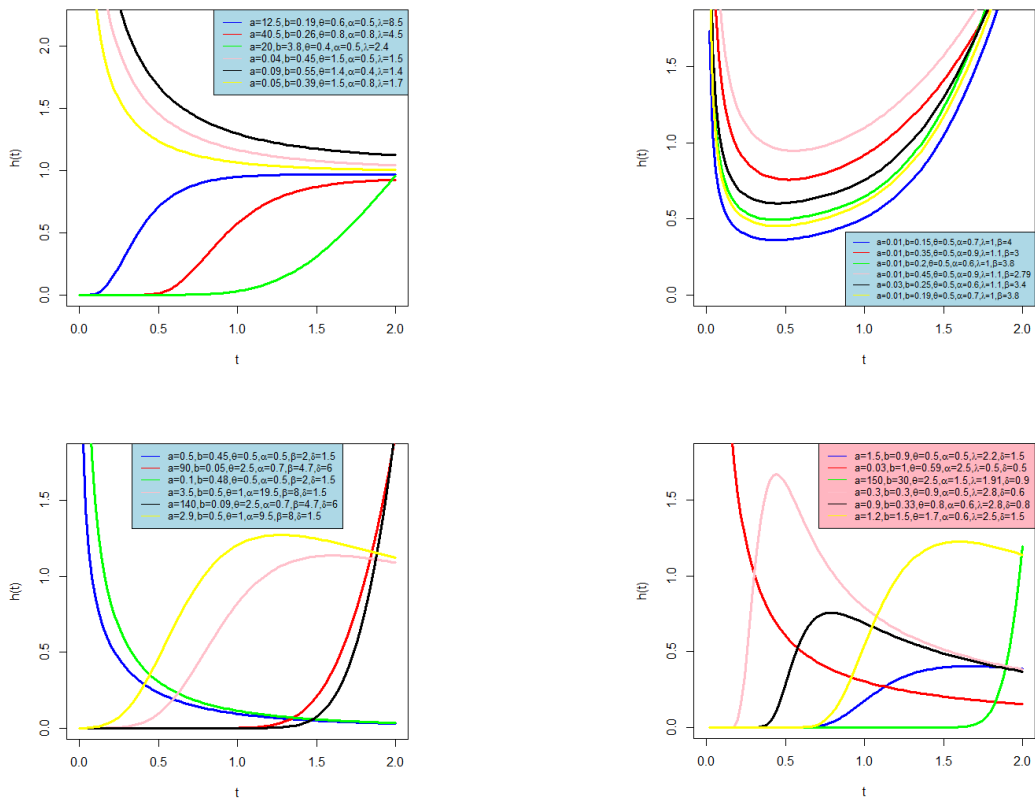 a=12.5,b=0.19,θ=0.6,α=0.5,λ=8.5
a=40.5,b=0.26,θ=0.8,α=0.8,λ=4.5
a=20,b=3.8,θ=0.4,α=0.5,λ=2.4
a=0.04,b=0.45,θ=1.5,α=0.5,λ=1.5
a=0.09,b=0.55,θ=1.4,α=0.4,λ=1.4
a=0.05,b=0.39,θ=1.5,α=0.8,λ=1.7
h(t)
2.0
1.5
1.0
0.5
0.0
0.0 0.5 1.0 1.5 2.0
t
h(t)
1.5
1.0
0.5
0.0
a=0.01,b=0.15,θ=0.5,α=0.7,λ=1,β=4
a=0.01,b=0.35,θ=0.5,α=0.9,λ=1.1,β=3
a=0.01,b=0.2,θ=0.5,α=0.6,λ=1,β=3.8
a=0.01,b=0.45,θ=0.5,α=0.9,λ=1.1,β=2.79
a=0.03,b=0.25,θ=0.5,α=0.6,λ=1.1,β=3.4
a=0.01,b=0.19,θ=0.5,α=0.7,λ=1,β=3.8
0.0 0.5 1.0 1.5 2.0
t
a=0.5,b=0.45,θ=0.5,α=0.5,β=2,δ=1.5
a=90,b=0.05,θ=2.5,α=0.7,β=4.7,δ=6
a=0.1,b=0.48,θ=0.5,α=0.5,β=2,δ=1.5
a=3.5,b=0.5,θ=1,α=19.5,β=8,δ=1.5
a=140,b=0.09,θ=2.5,α=0.7,β=4.7,δ=6
a=2.9,b=0.5,θ=1,α=9.5,β=8,δ=1.5
h(t)
1.5
1.0
0.5
0.0
0.0 0.5 1.0 1.5 2.0
t
a=1.5,b=0.9,θ=0.5,α=0.5,λ=2.2,δ=1.5
a=0.03,b=1,θ=0.59,α=2.5,λ=0.5,δ=0.5
a=150,b=30,θ=2.5,α=1.5,λ=1.91,δ=0.9
a=0.3,b=0.3,θ=0.9,α=0.5,λ=2.8,δ=0.6
a=0.9,b=0.33,θ=0.8,α=0.6,λ=2.8,δ=0.8
a=1.2,b=1.5,θ=1.7,α=0.6,λ=2.5,δ=1.5
h(t)
1.5
1.0
0.5
0.0
0.0 0.5 1.0 1.5 2.0
t